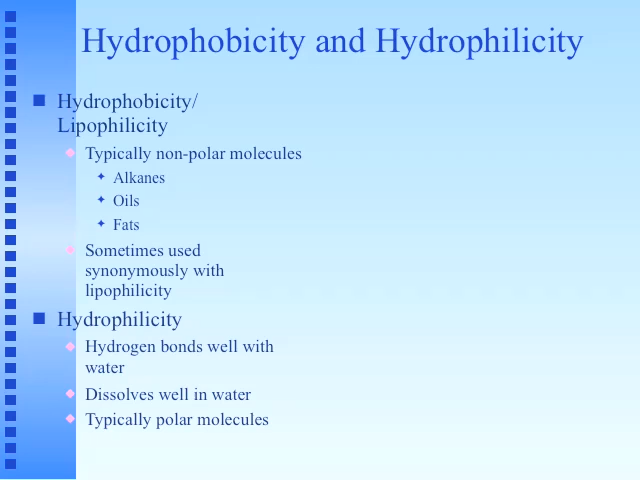 Hydrophobicity and Hydrophilicity
Hydrophobicity/
Lipophilicity
Typically non-polar molecules
Alkanes
Oils
Fats
Sometimes used
synonymously with
lipophilicity
Hydrophilicity
Hydrogen bonds well with
water
Dissolves well in water
Typically polar molecules